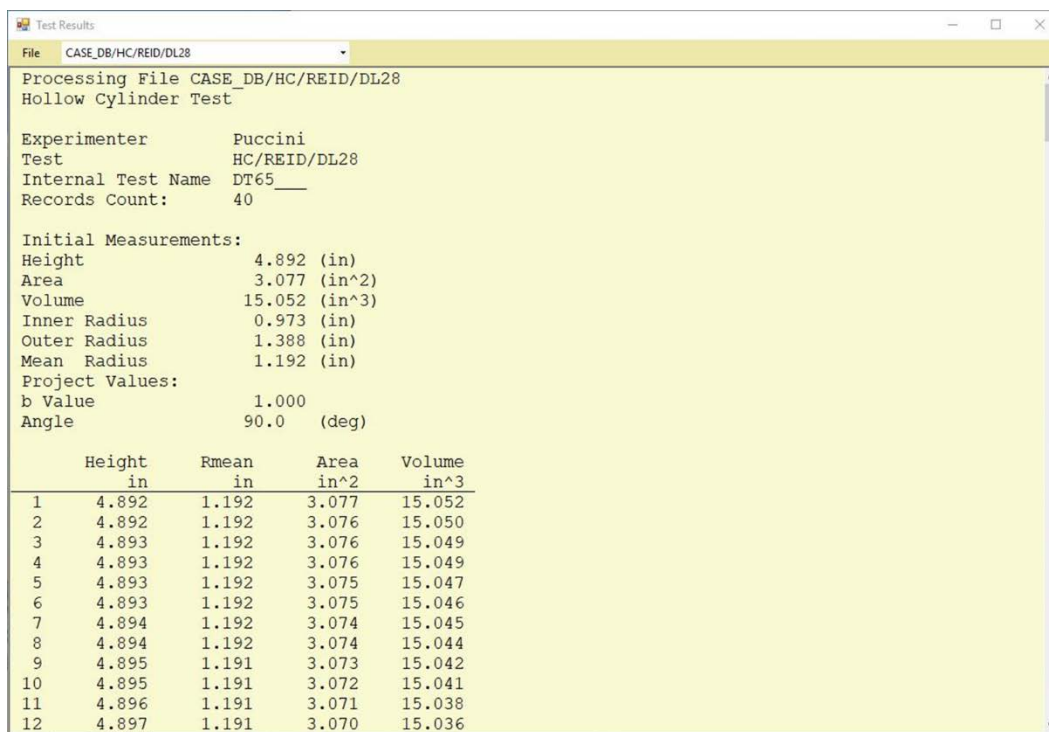 Test Results
File CASE_DB/HC/REID/DL28
Processing File CASE_DB/HC/REID/DL28
Hollow Cylinder Test
Experimenter Puccini
Test HC/REID/DL28
Internal Test Name DT65___
Records Count: 40
Initial Measurements:
Height 4.892 (in)
Area 3.077 (in^2)
Volume 15.052 (in^3)
Inner Radius 0.973 (in)
Outer Radius 1.388 (in)
Mean Radius 1.192 (in)
Project Values:
b Value 1.000
Angle 90.0 (deg)
Height Rmean Area Volume
in in in^2 in^3
1 4.892 1.192 3.077 15.052
2 4.892 1.192 3.076 15.050
3 4.893 1.192 3.076 15.049
4 4.893 1.192 3.076 15.049
5 4.893 1.192 3.075 15.047
6 4.893 1.192 3.075 15.046
7 4.894 1.192 3.074 15.045
8 4.894 1.192 3.074 15.044
9 4.895 1.191 3.073 15.042
10 4.895 1.191 3.072 15.041
11 4.896 1.191 3.071 15.038
12 4.897 1.191 3.070 15.036